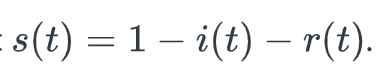 s(t) = 1 − i(t) − r(t).